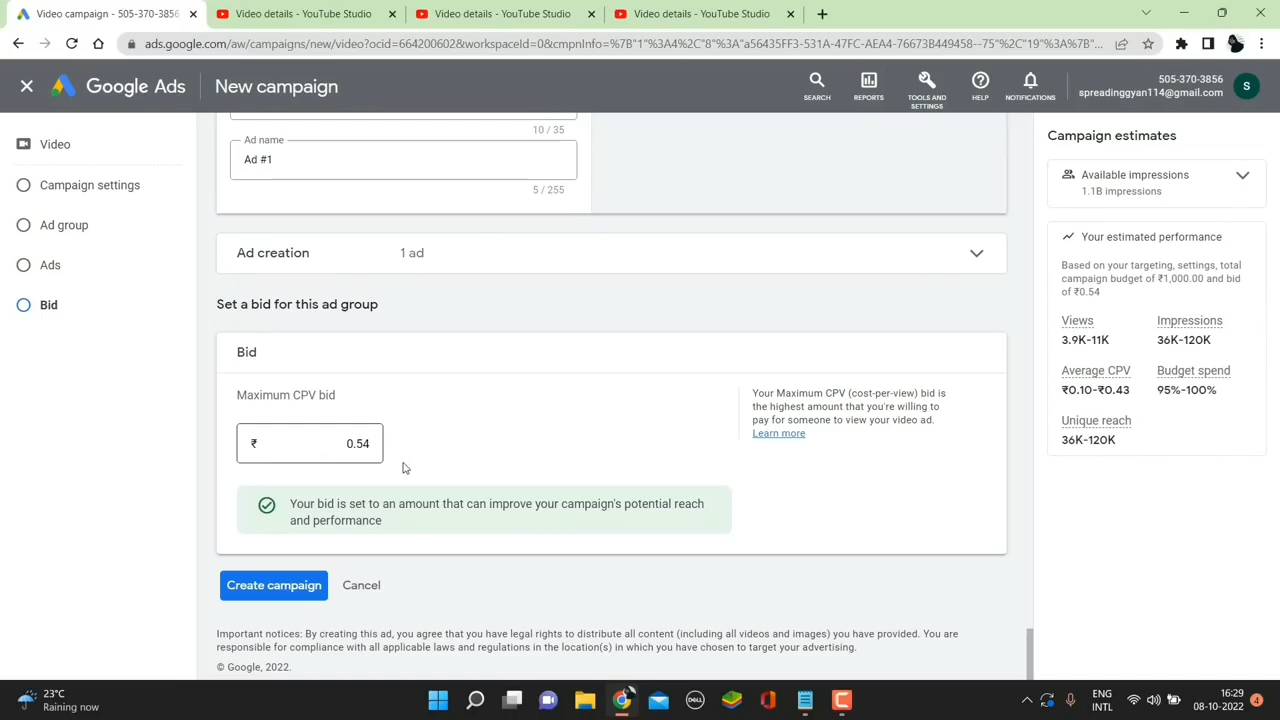 Video campaign - 505-370-3856
Video details - YouTube Studio
Video details - YouTube Studio
Video details - YouTube Studio
ads.google.com/aw/campaigns/new/video?ocid=664200602&workspaceId=0&cmpnInfo=%7B"1"%3A4%2C"8"%3A"a56435FF3-531A-47FC-AEA4-76673B449458--75"%2C"19"%3A%7B"...
Google Ads
New campaign
SEARCH
REPORTS
TOOLS AND
SETTINGS
HELP
NOTIFICATIONS
505-370-3856
spreadinggyan114@gmail.com
S
Video
Campaign settings
Ad group
Ads
Bid
10 / 35
Ad name
Ad #1
5 / 255
Ad creation 1 ad
Set a bid for this ad group
Bid
Maximum CPV bid
₹ 0.54
Your Maximum CPV (cost-per-view) bid is
the highest amount that you're willing to
pay for someone to view your video ad.
Learn more
Your bid is set to an amount that can improve your campaign's potential reach
and performance
Create campaign Cancel
Important notices: By creating this ad, you agree that you have legal rights to distribute all content (including all videos and images) you have provided. You are
responsible for compliance with all applicable laws and regulations in the location(s) in which you have chosen to target your advertising.
© Google, 2022.
Campaign estimates
Available impressions
1.1B impressions
Your estimated performance
Based on your targeting, settings, total
campaign budget of ₹1,000.00 and bid
of ₹0.54
Views Impressions
3.9K-11K 36K-120K
Average CPV Budget spend
₹0.10-₹0.43 95%-100%
Unique reach
36K-120K
23°C
Raining now
DELL
ENG
INTL
16:29
08-10-2022
4